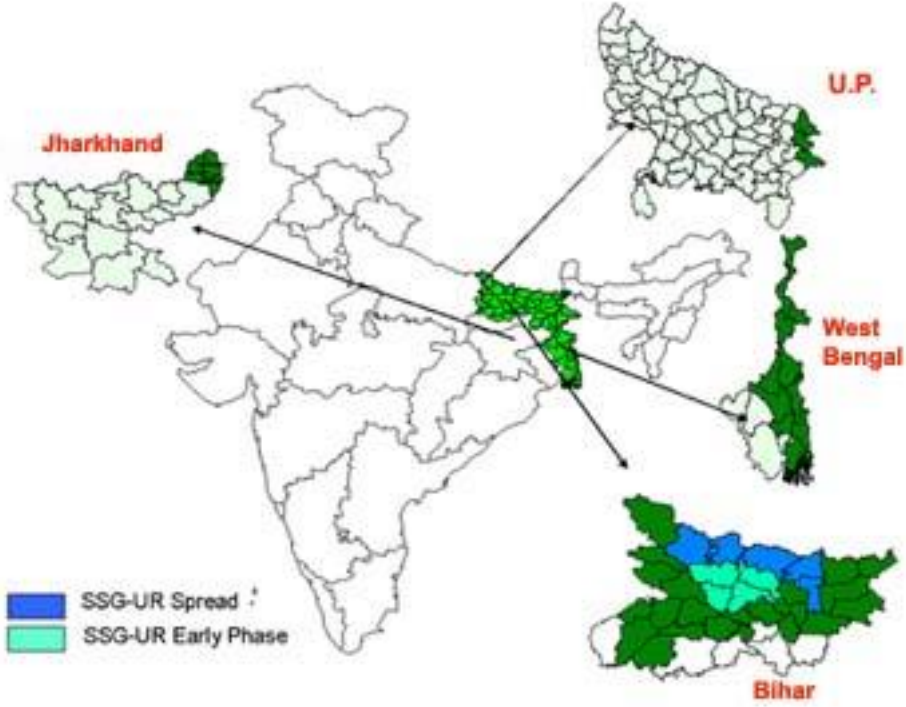 U.P.
Jharkhand
West
Bengal
SSG-UR Spread
SSG-UR Early Phase
Bihar